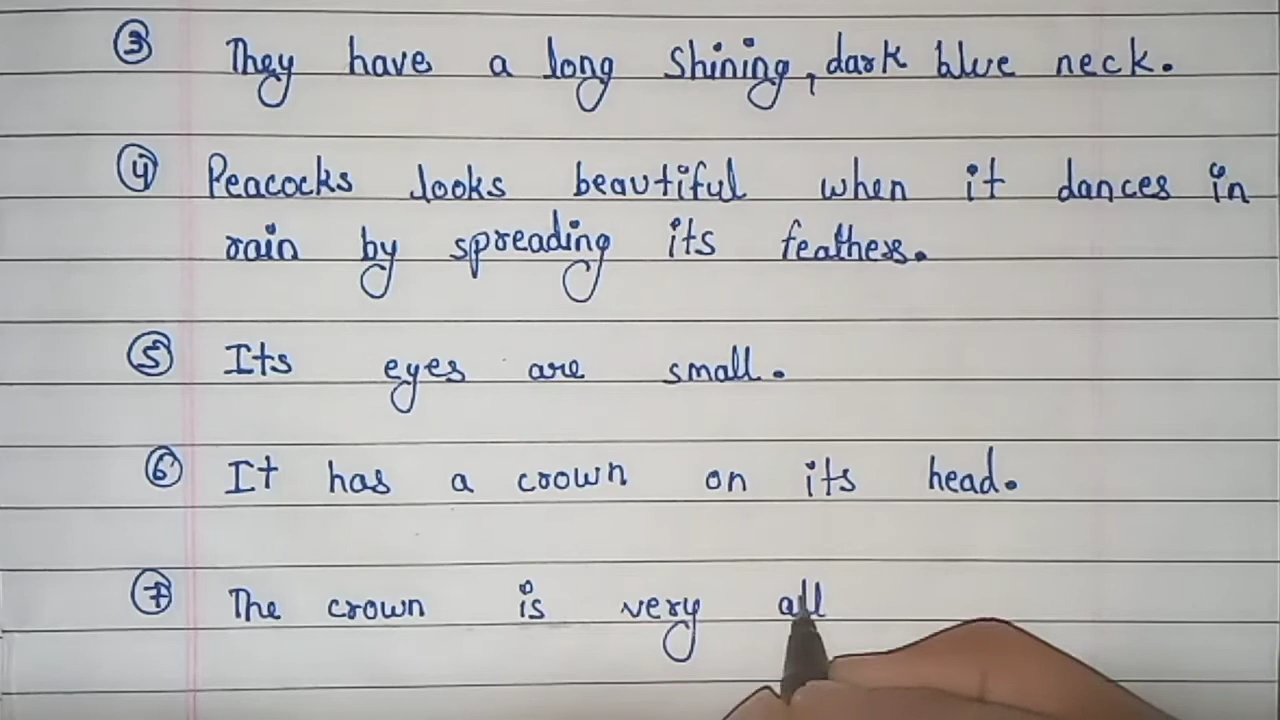 ③ They have a long shining, dark blue neck.
④ Peacocks looks beautiful when it dances in
rain by spreading its feathers.
⑤ Its eyes are small.
⑥ It has a crown on its head.
⑦ The crown is very all